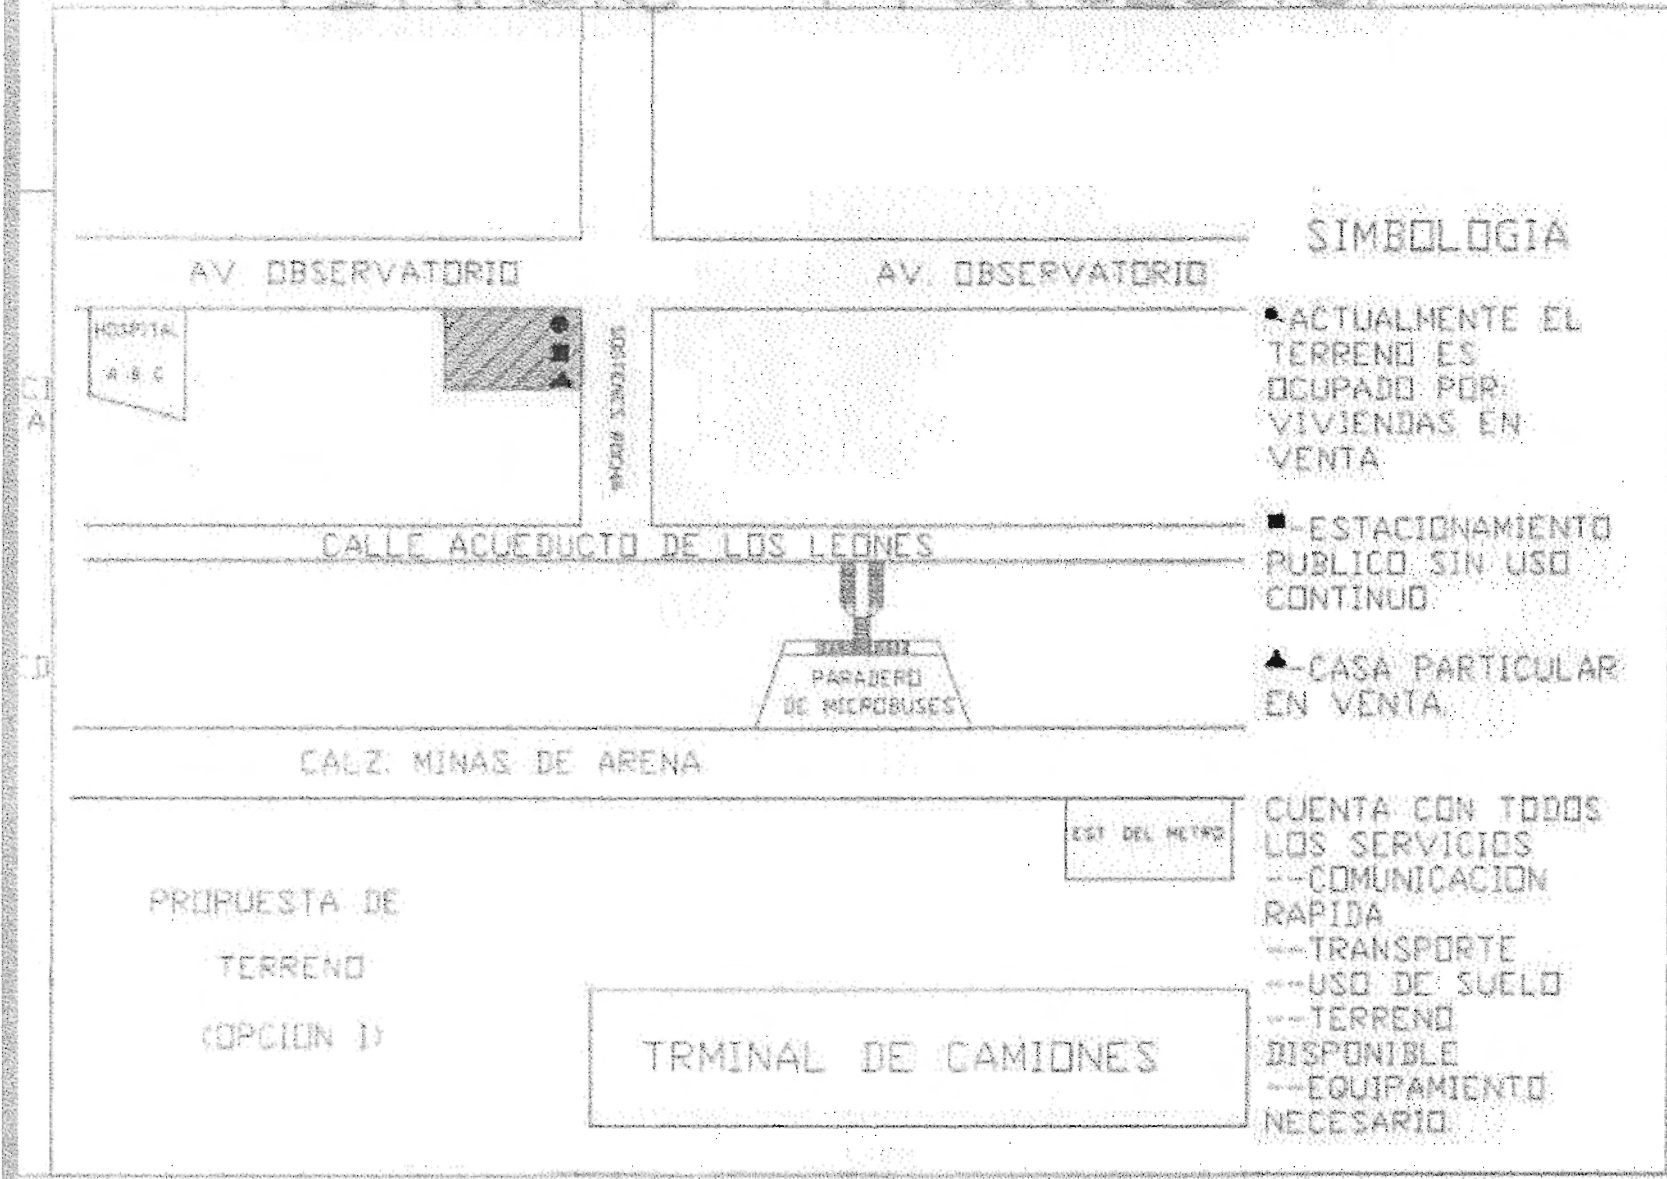 AV. OBSERVATORIO
AV. OBSERVATORIO
HOSPITAL
A B C
CALLE ACUEDUCTO DE LOS LEONES
PARADERO
DE MICROBUSES
CALZ. MINAS DE ARENA
EST DEL METRO
PROPUESTA DE
TERRENO
(OPCION 1)
TRMINAL DE CAMIONES
SIMBOLOGIA
-ACTUALMENTE EL
TERRENO ES
OCUPADO POR
VIVIENDAS EN
VENTA
-ESTACIONAMIENTO
PUBLICO SIN USO
CONTINUO
-CASA PARTICULAR
EN VENTA.
CUENTA CON TODOS
LOS SERVICIOS
--COMUNICACION
RAPIDA
--TRANSPORTE
--USO DE SUELO
--TERRENO
DISPONIBLE
--EQUIPAMIENTO
NECESARIO